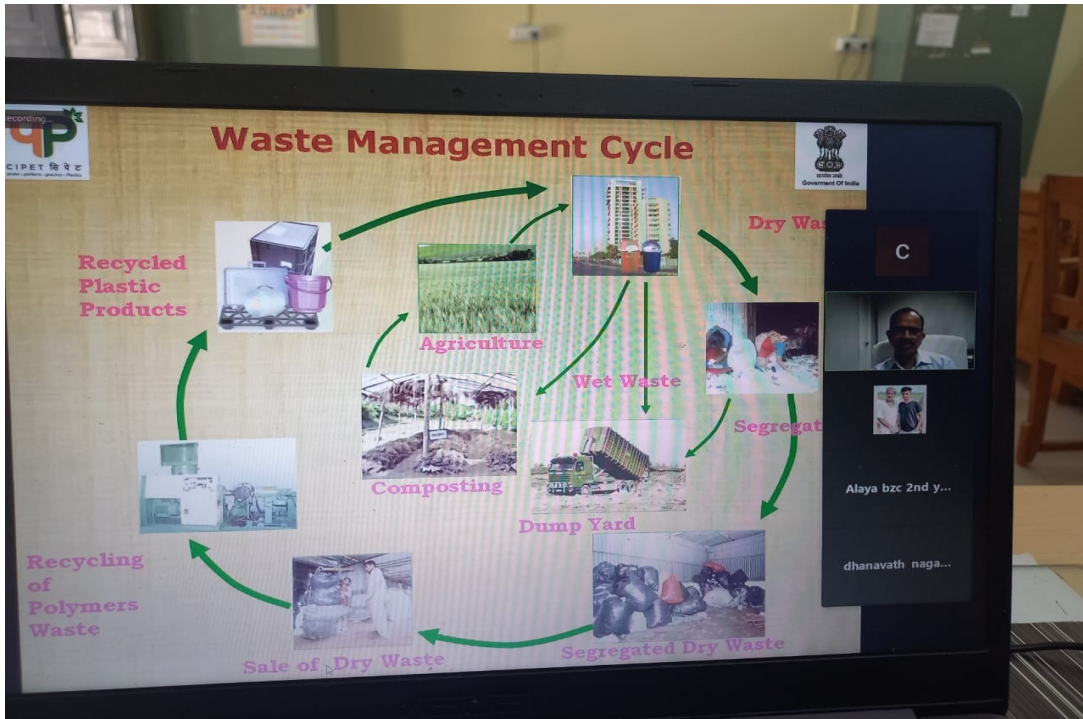 ecording...
CIPET सिपेट
Waste Management Cycle
Government Of India
Dry Was
Recycled
Plastic
Products
C
Agriculture
Wet Waste
Segregat
Composting
Alaya bzc 2nd y...
Dump Yard
dhanavath naga...
Recycling
of
Polymers
Waste
Segregated Dry Waste
Sale of Dry Waste